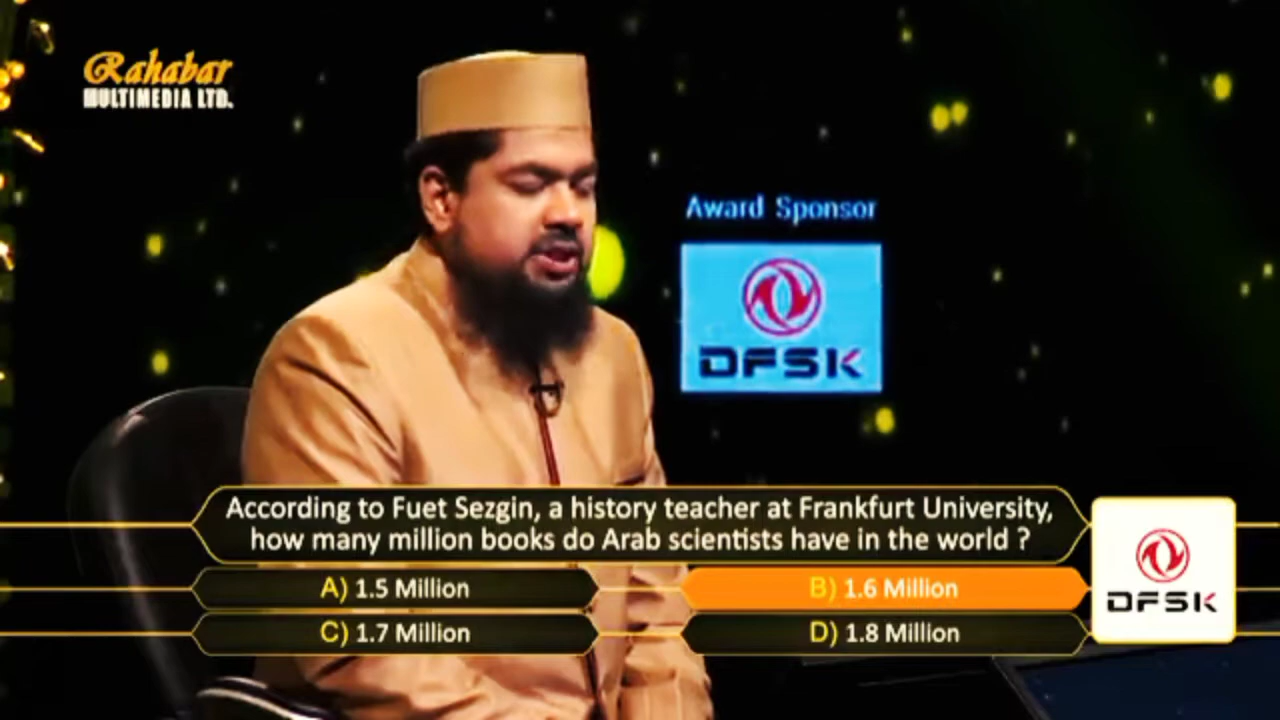 Rahabar
MULTIMEDIA LTD.
Award Sponsor
DFSK
According to Fuet Sezgin, a history teacher at Frankfurt University,
how many million books do Arab scientists have in the world ?
A) 1.5 Million
B) 1.6 Million
C) 1.7 Million
D) 1.8 Million
DFSK